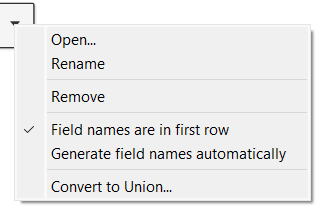 Open...
Rename
Remove
Field names are in first row
Generate field names automatically
Convert to Union...